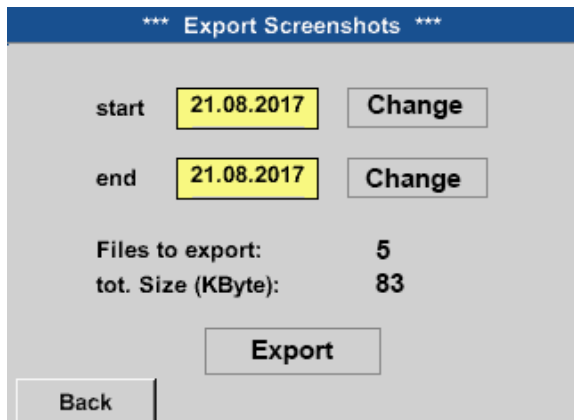 *** Export Screenshots ***
start 21.08.2017 Change
end 21.08.2017 Change
Files to export: 5
tot. Size (KByte): 83
Export
Back